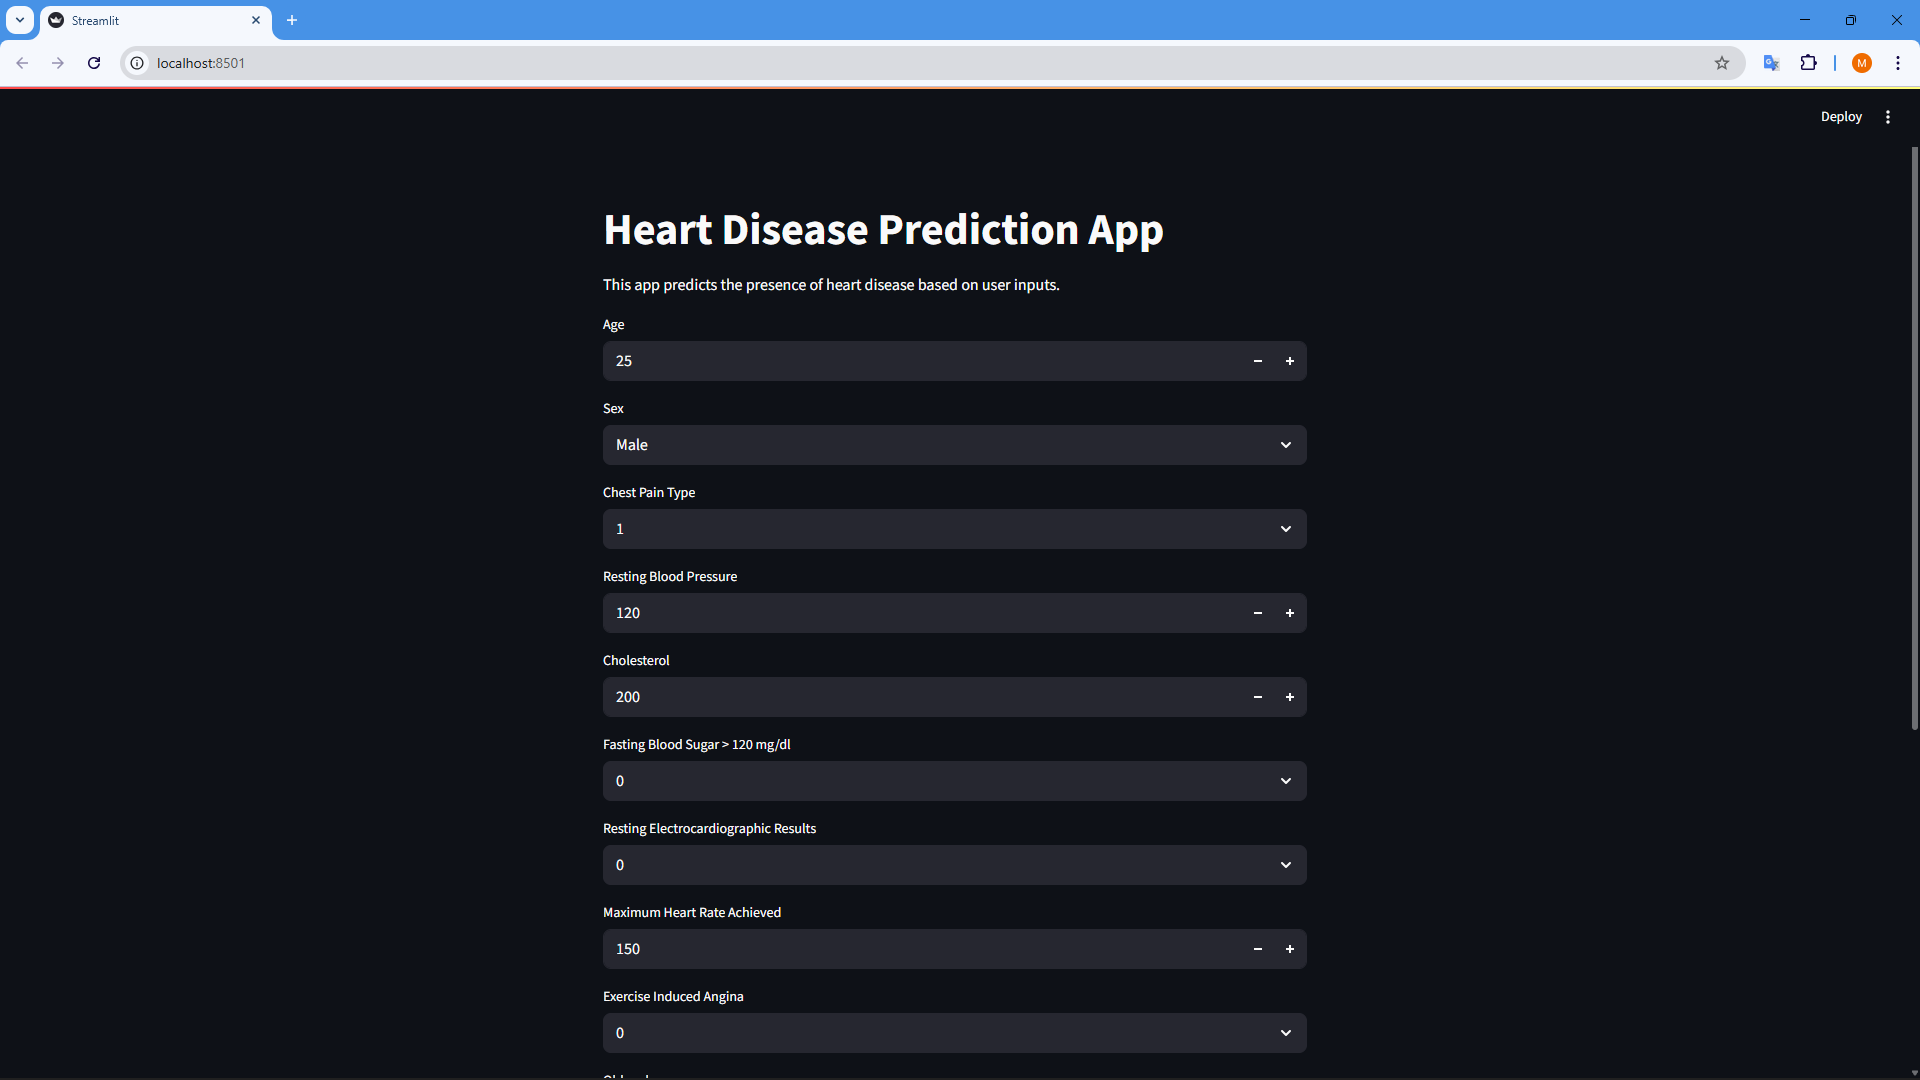 Streamlit
localhost:8501
M
Deploy
Heart Disease Prediction App
This app predicts the presence of heart disease based on user inputs.
Age
25
Sex
Male
Chest Pain Type
1
Resting Blood Pressure
120
Cholesterol
200
Fasting Blood Sugar > 120 mg/dl
0
Resting Electrocardiographic Results
0
Maximum Heart Rate Achieved
150
Exercise Induced Angina
0